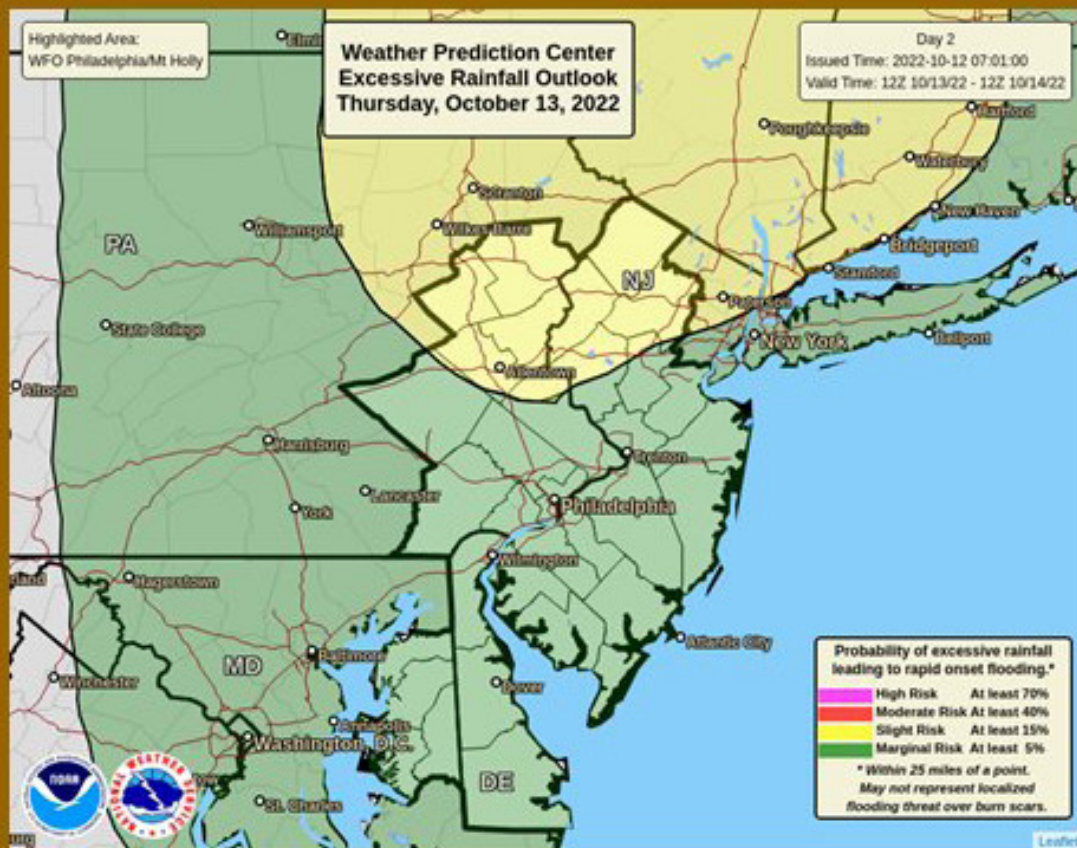 Highlighted Area:
WFO Philadelphia/Mt Holly
Weather Prediction Center
Excessive Rainfall Outlook
Thursday, October 13, 2022
Day 2
Issued Time: 2022-10-12 07:01:00
Valid Time: 12Z 10/13/22 - 12Z 10/14/22
Hartford
Poughkeepsie
Waterbury
Scranton
New Haven
Williamsport
Wilkes-Barre
PA
Bridgeport
Stamford
NJ
Paterson
State College
New York
Bellport
Allentown
Altoona
Harrisburg
Trenton
Lancaster
Philadelphia
York
Wilmington
Hagerstown
Atlantic City
Baltimore
MD
Winchester
Dover
Annapolis
Washington, D.C.
DE
St. Charles
Probability of excessive rainfall
leading to rapid onset flooding.*
High Risk At least 70%
Moderate Risk At least 40%
Slight Risk At least 15%
Marginal Risk At least 5%
* Within 25 miles of a point.
May not represent localized
flooding threat over burn scars.
NOAA
NATIONAL WEATHER SERVICE
Leaflet